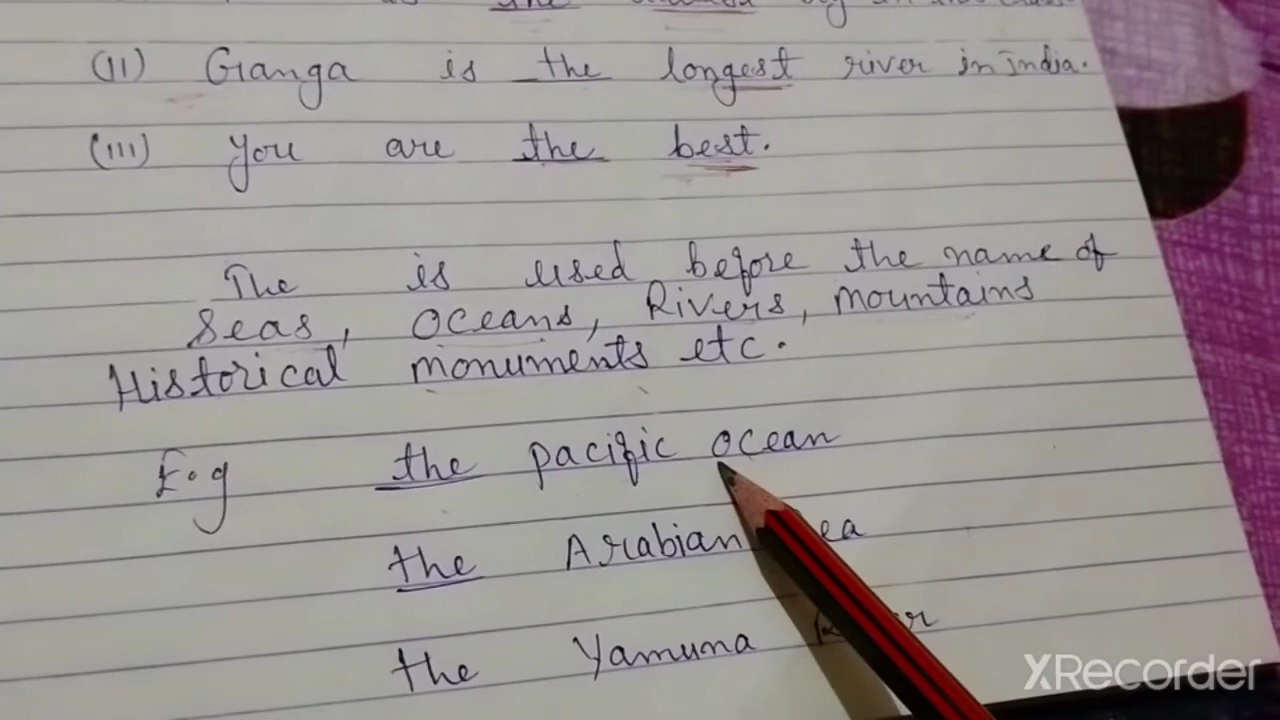 the
(II) Ganga is the longest river in india.
(III) you are the best.
The is used before the name of
Seas, Oceans, Rivers, mountains
Historical monuments etc.
E.g the pacific ocean
the Arabian
the Yamuna
XRecorder